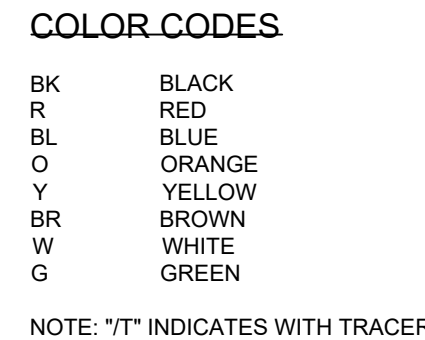 COLOR CODES
BK BLACK
R RED
BL BLUE
O ORANGE
Y YELLOW
BR BROWN
W WHITE
G GREEN
NOTE: "/T" INDICATES WITH TRACER